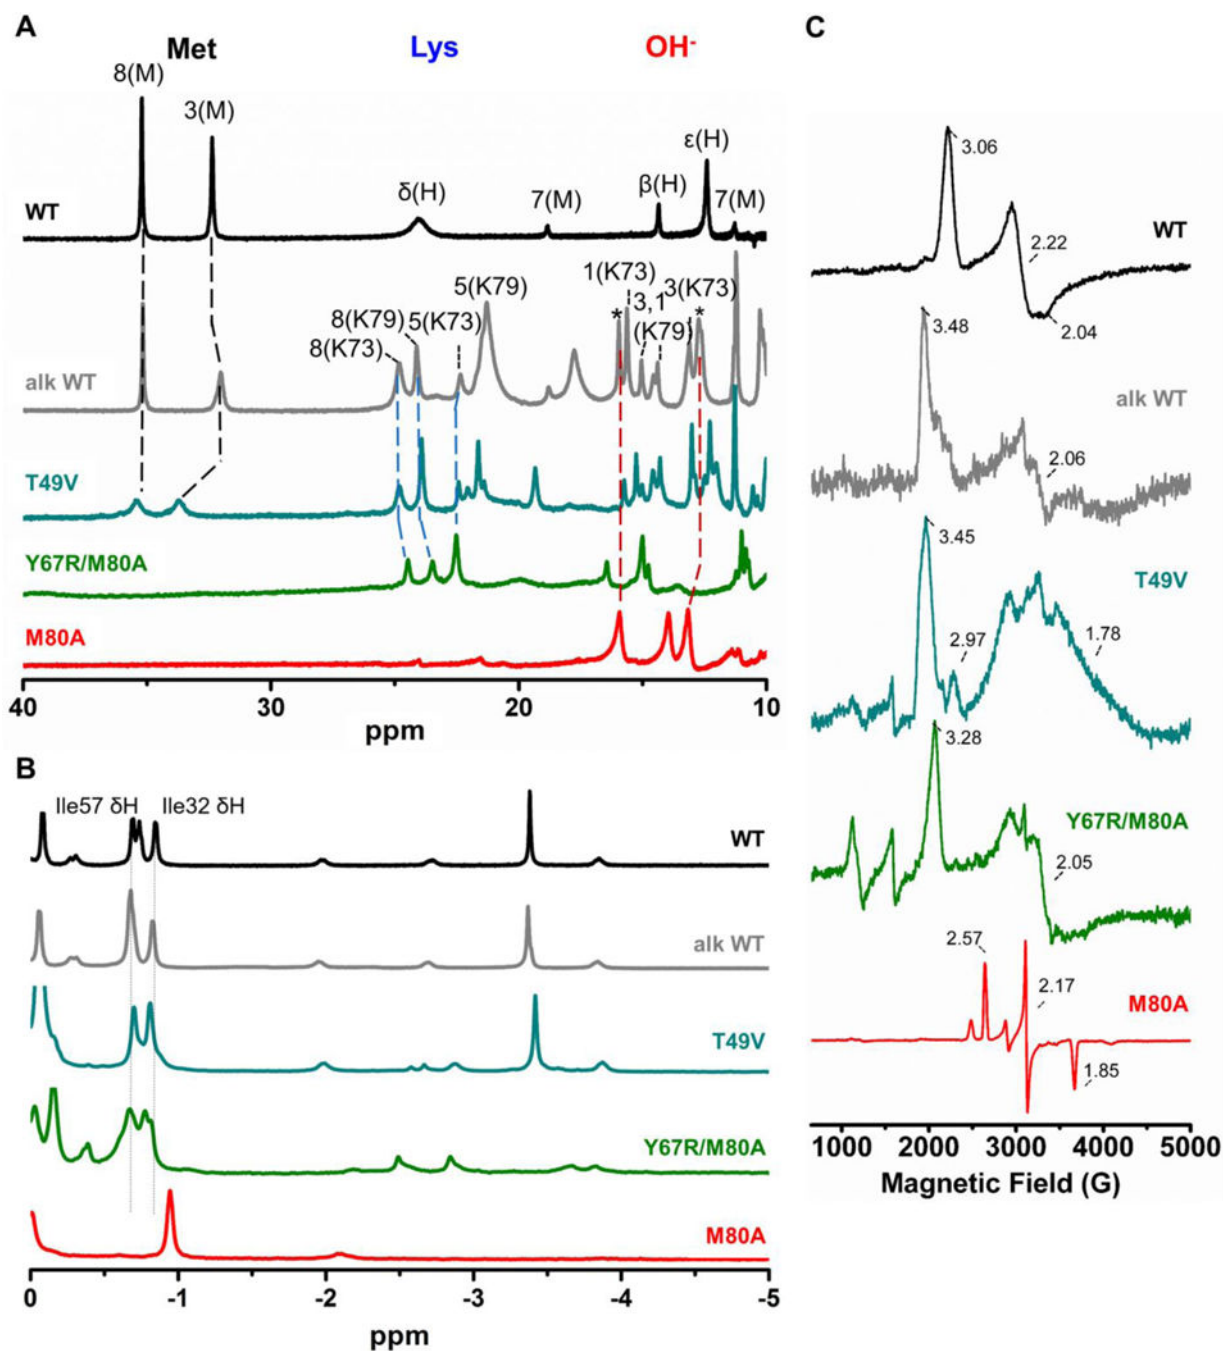 A
Met
Lys
OH⁻
8(M)
3(M)
δ(H)
7(M)
β(H)
ε(H)
7(M)
WT
5(K79)
1(K73)
8(K79)
5(K73)
3,1
3(K73)
8(K73)
(K79)
*
*
alk WT
T49V
Y67R/M80A
M80A
40
30
20
10
ppm
B
Ile57 δH
Ile32 δH
WT
alk WT
T49V
Y67R/M80A
M80A
0
-1
-2
-3
-4
-5
ppm
C
3.06
WT
2.22
2.04
3.48
alk WT
2.06
3.45
T49V
2.97
1.78
3.28
Y67R/M80A
2.05
2.57
M80A
2.17
1.85
1000
2000
3000
4000
5000
Magnetic Field (G)